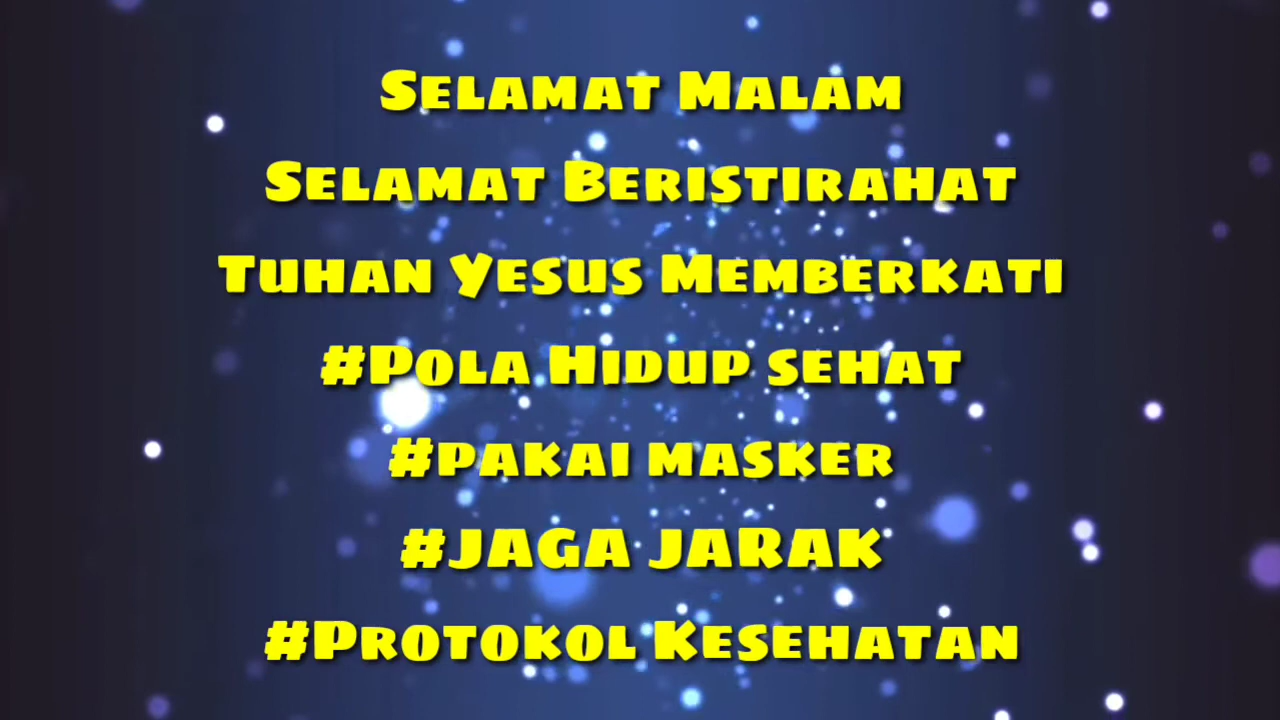 Selamat Malam
Selamat Beristirahat
Tuhan Yesus Memberkati
#Pola Hidup sehat
#pakai masker
#JAGA JARAK
#Protokol Kesehatan